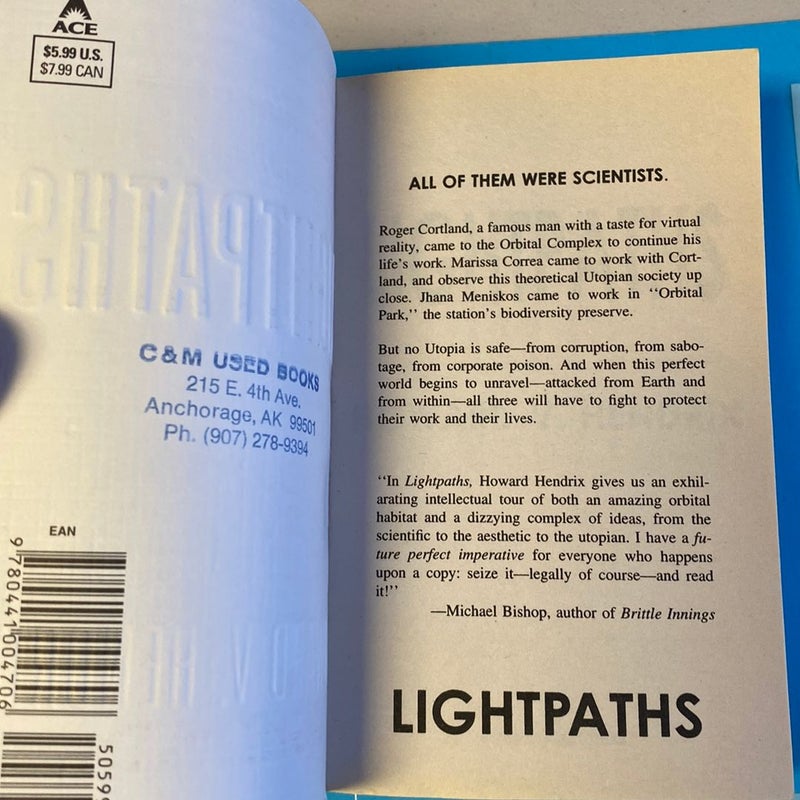 ACE
$5.99 U.S.
$7.99 CAN
C&M USED BOOKS
215 E. 4th Ave.
Anchorage, AK 99501
Ph. (907) 278-9394
EAN
9780441004706
5059
ALL OF THEM WERE SCIENTISTS.
Roger Cortland, a famous man with a taste for virtual
reality, came to the Orbital Complex to continue his
life's work. Marissa Correa came to work with Cort-
land, and observe this theoretical Utopian society up
close. Jhana Meniskos came to work in “Orbital
Park,” the station's biodiversity preserve.
But no Utopia is safe—from corruption, from sabo-
tage, from corporate poison. And when this perfect
world begins to unravel—attacked from Earth and
from within—all three will have to fight to protect
their work and their lives.
“In Lightpaths, Howard Hendrix gives us an exhil-
arating intellectual tour of both an amazing orbital
habitat and a dizzying complex of ideas, from the
scientific to the aesthetic to the utopian. I have a fu-
ture perfect imperative for everyone who happens
upon a copy: seize it—legally of course—and read
it!”
—Michael Bishop, author of Brittle Innings
LIGHTPATHS